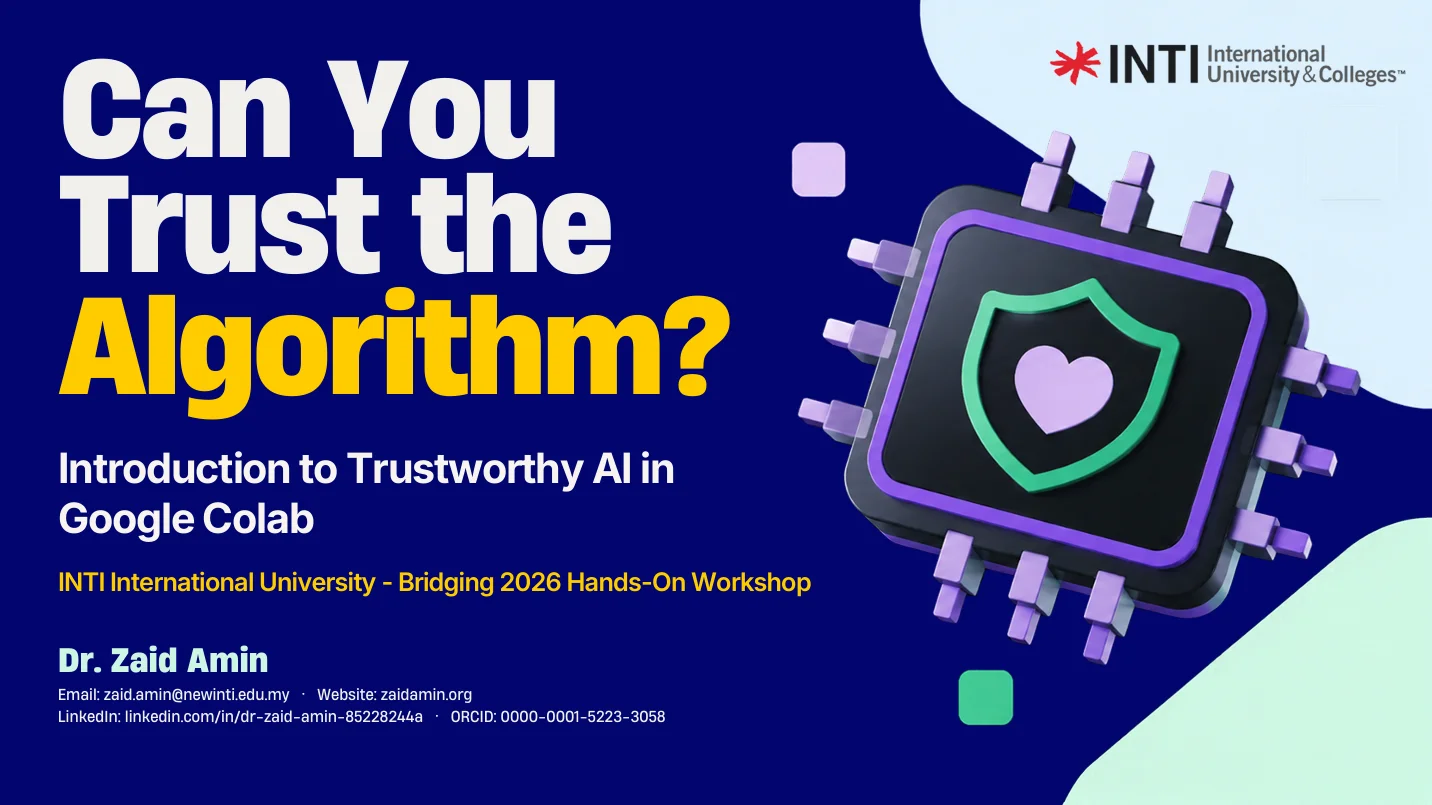 Can You
Trust the
Algorithm?
Introduction to Trustworthy AI in
Google Colab
INTI International University - Bridging 2026 Hands-On Workshop
Dr. Zaid Amin
Email: zaid.amin@newinti.edu.my · Website: zaidamin.org
LinkedIn: linkedin.com/in/dr-zaid-amin-85228244a · ORCID: 0000-0001-5223-3058
INTI International
University & Colleges™